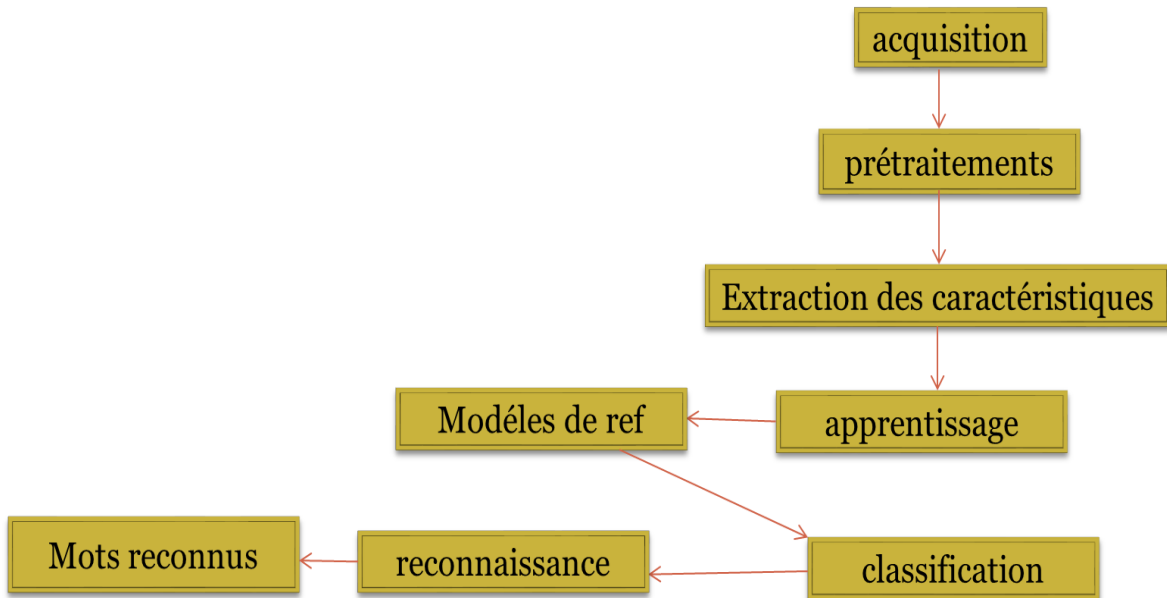 acquisition
prétraitements
Extraction des caractéristiques
apprentissage
Modéles de ref
classification
reconnaissance
Mots reconnus